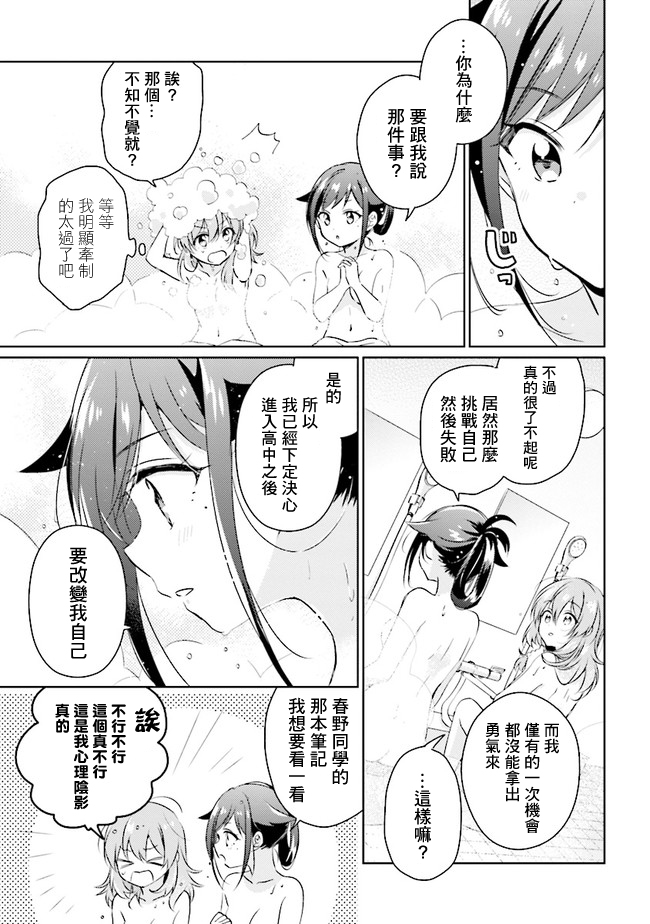 …你為什麼
要跟我說
那件事？
誒？
那個…
不知不覺就？
等等
我明顯牽制
的太過了吧
じっ
不過
真的很了不起呢
居然那麼
挑戰自己
然後失敗
而我
僅有的一次機會
都沒能拿出
勇氣來
…這樣嘛？
是的
所以
我已經下定決心
進入高中之後
要改變我自己
春野同學的
那本筆記
我想要看一看
誒
不行不行
這個真不行
這是我心理陰影
真的